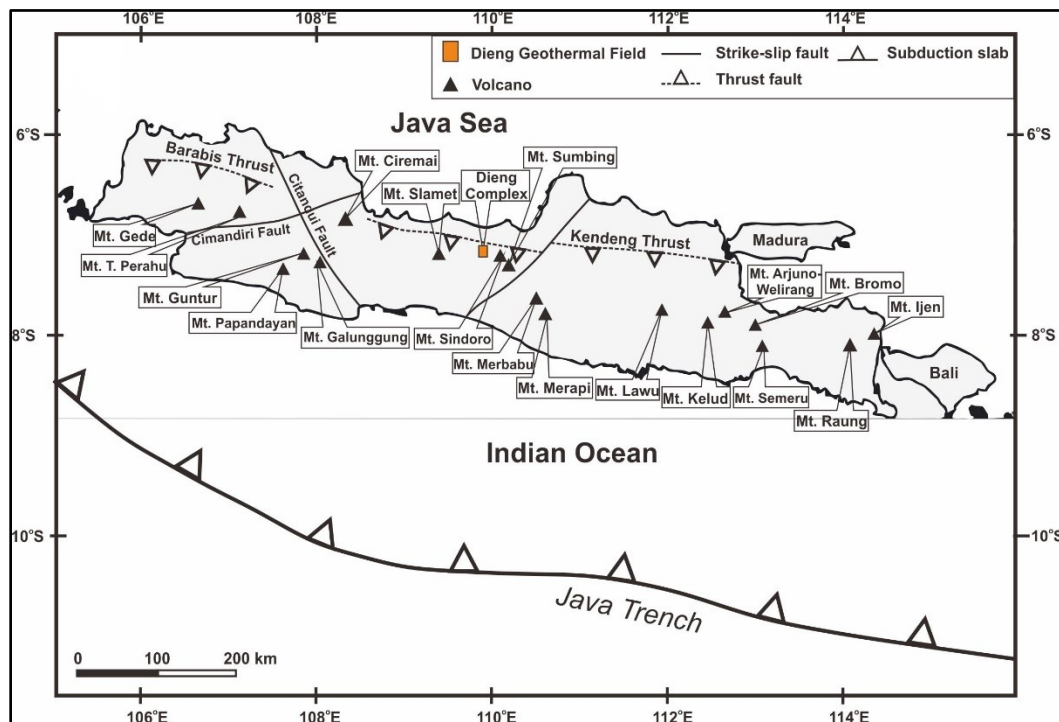 106°E
108°E
110°E
112°E
114°E
Dieng Geothermal Field
Strike-slip fault
Subduction slab
Volcano
Thrust fault
6°S
6°S
Java Sea
Barabis Thrust
Mt. Ciremai
Mt. Sumbing
Citandui Fault
Mt. Slamet
Dieng
Complex
Mt. Gede
Cimandiri Fault
Kendeng Thrust
Madura
Mt. T. Perahu
Mt. Arjuno-
Welirang
Mt. Bromo
Mt. Guntur
Mt. Ijen
Mt. Papandayan
Mt. Galunggung
Mt. Sindoro
8°S
8°S
Mt. Merbabu
Mt. Merapi
Mt. Lawu
Mt. Kelud
Mt. Semeru
Bali
Mt. Raung
Indian Ocean
10°S
10°S
Java Trench
0
100
200 km
106°E
108°E
110°E
112°E
114°E